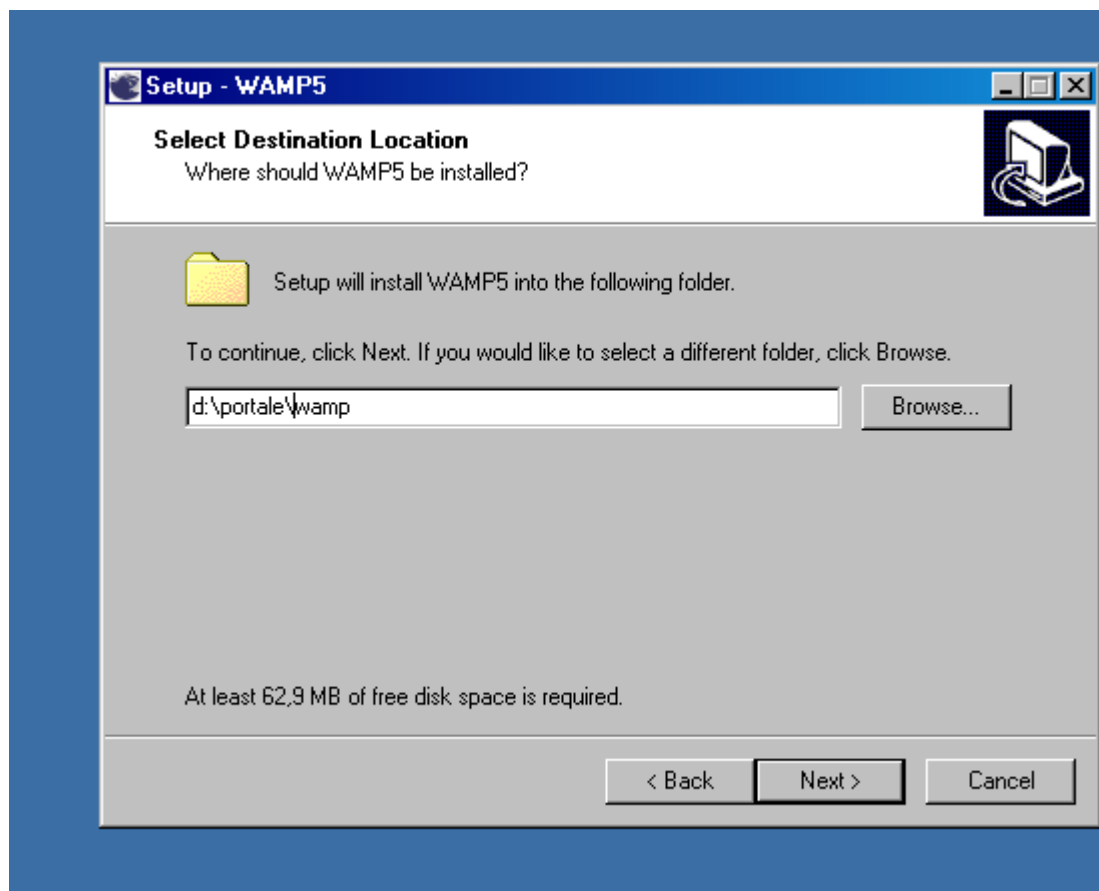 Setup - WAMP5
Select Destination Location
Where should WAMP5 be installed?
Setup will install WAMP5 into the following folder.
To continue, click Next. If you would like to select a different folder, click Browse.
d:\portale\wamp
Browse...
At least 62,9 MB of free disk space is required.
< Back
Next >
Cancel